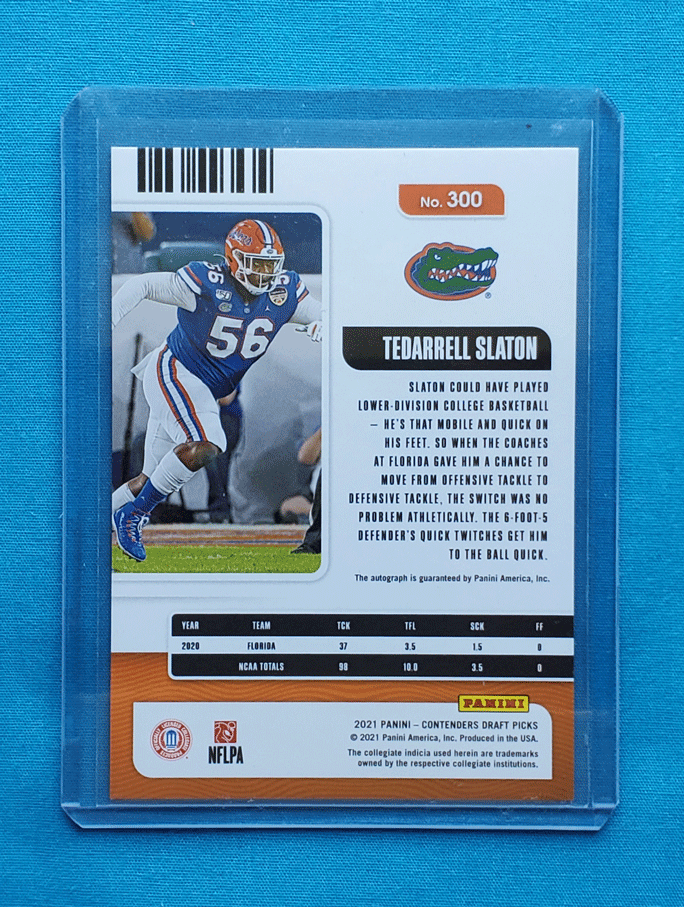 No. 300
56
56
TEDARRELL SLATON
SLATON COULD HAVE PLAYED
LOWER-DIVISION COLLEGE BASKETBALL
— HE'S THAT MOBILE AND QUICK ON
HIS FEET. SO WHEN THE COACHES
AT FLORIDA GAVE HIM A CHANCE TO
MOVE FROM OFFENSIVE TACKLE TO
DEFENSIVE TACKLE, THE SWITCH WAS NO
PROBLEM ATHLETICALLY. THE 6-FOOT-5
DEFENDER'S QUICK TWITCHES GET HIM
TO THE BALL QUICK.
The autograph is guaranteed by Panini America, Inc.
YEAR TEAM TCK TFL SCK FF
2020 FLORIDA 37 3.5 1.5 0
NCAA TOTALS 98 10.0 3.5 0
PANINI
2021 PANINI – CONTENDERS DRAFT PICKS
© 2021 Panini America, Inc. Produced in the USA.
The collegiate indicia used herein are trademarks
owned by the respective collegiate institutions.
OFFICIALLY LICENSED COLLEGIATE PRODUCTS
NFLPA